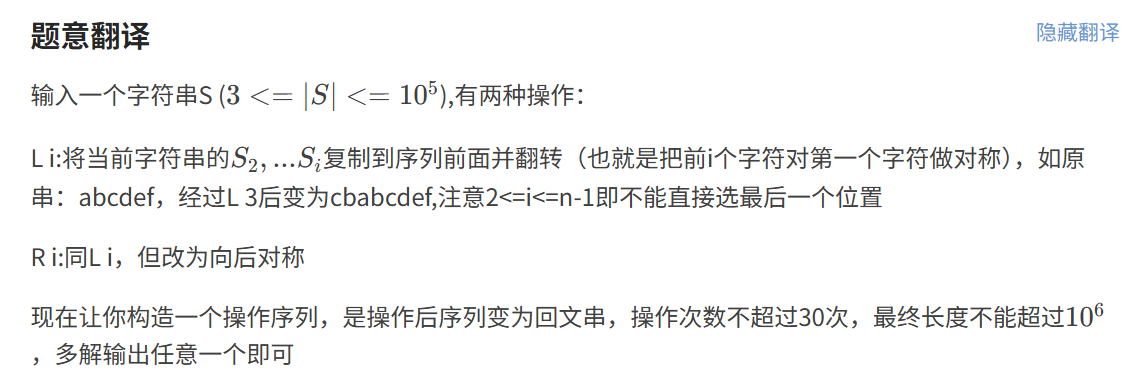 题意翻译
隐藏翻译
输入一个字符串S (3 <= |S| <= 10^5),有两种操作：
L i:将当前字符串的S_2, ...S_i复制到序列前面并翻转（也就是把前i个字符对第一个字符做对称），如原
串：abcdef，经过L 3后变为cbabcdef,注意2<=i<=n-1即不能直接选最后一个位置
R i:同L i，但改为向后对称
现在让你构造一个操作序列，是操作后序列变为回文串，操作次数不超过30次，最终长度不能超过10^6
，多解输出任意一个即可